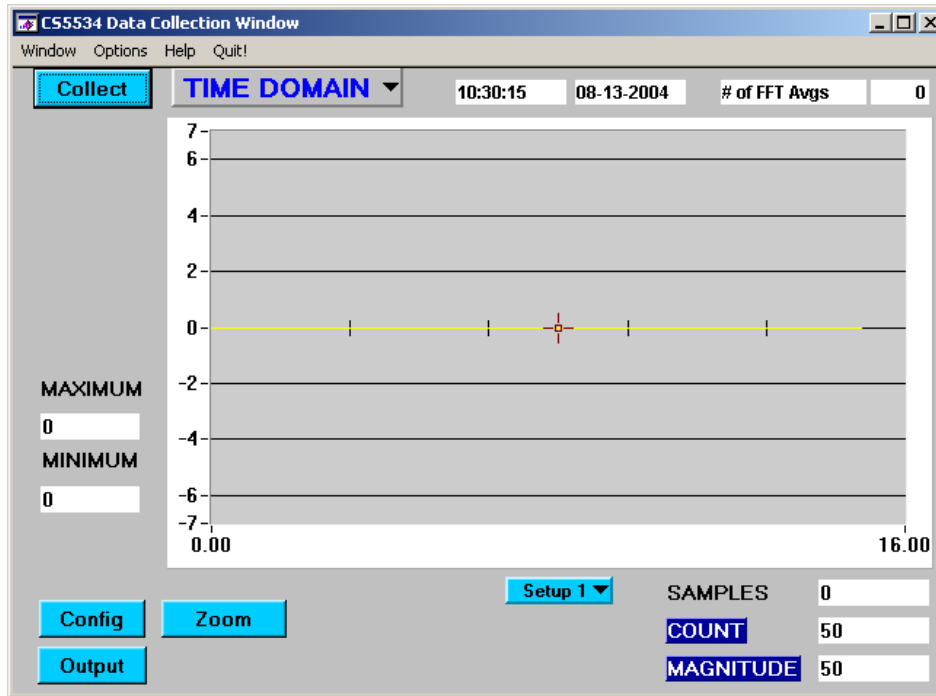 CS5534 Data Collection Window
Window Options Help Quit!
Collect
TIME DOMAIN
10:30:15
08-13-2004
# of FFT Avgs
0
7-
6-
4-
2-
0-
-2-
-4-
-6-
-7-
0.00
16.00
MAXIMUM
0
MINIMUM
0
Setup 1
SAMPLES
0
Config
Zoom
COUNT
50
Output
MAGNITUDE
50